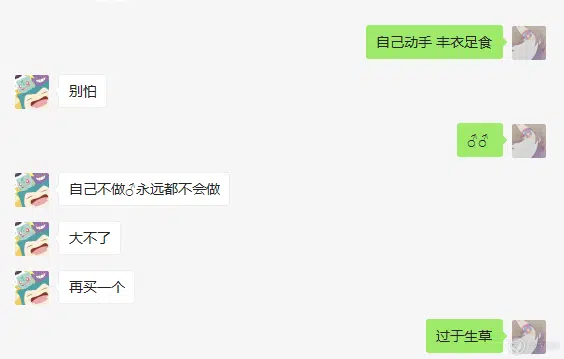 自己动手 丰衣足食
别怕
♂♂
自己不做♂永远都不会做
大不了
再买一个
过于生草